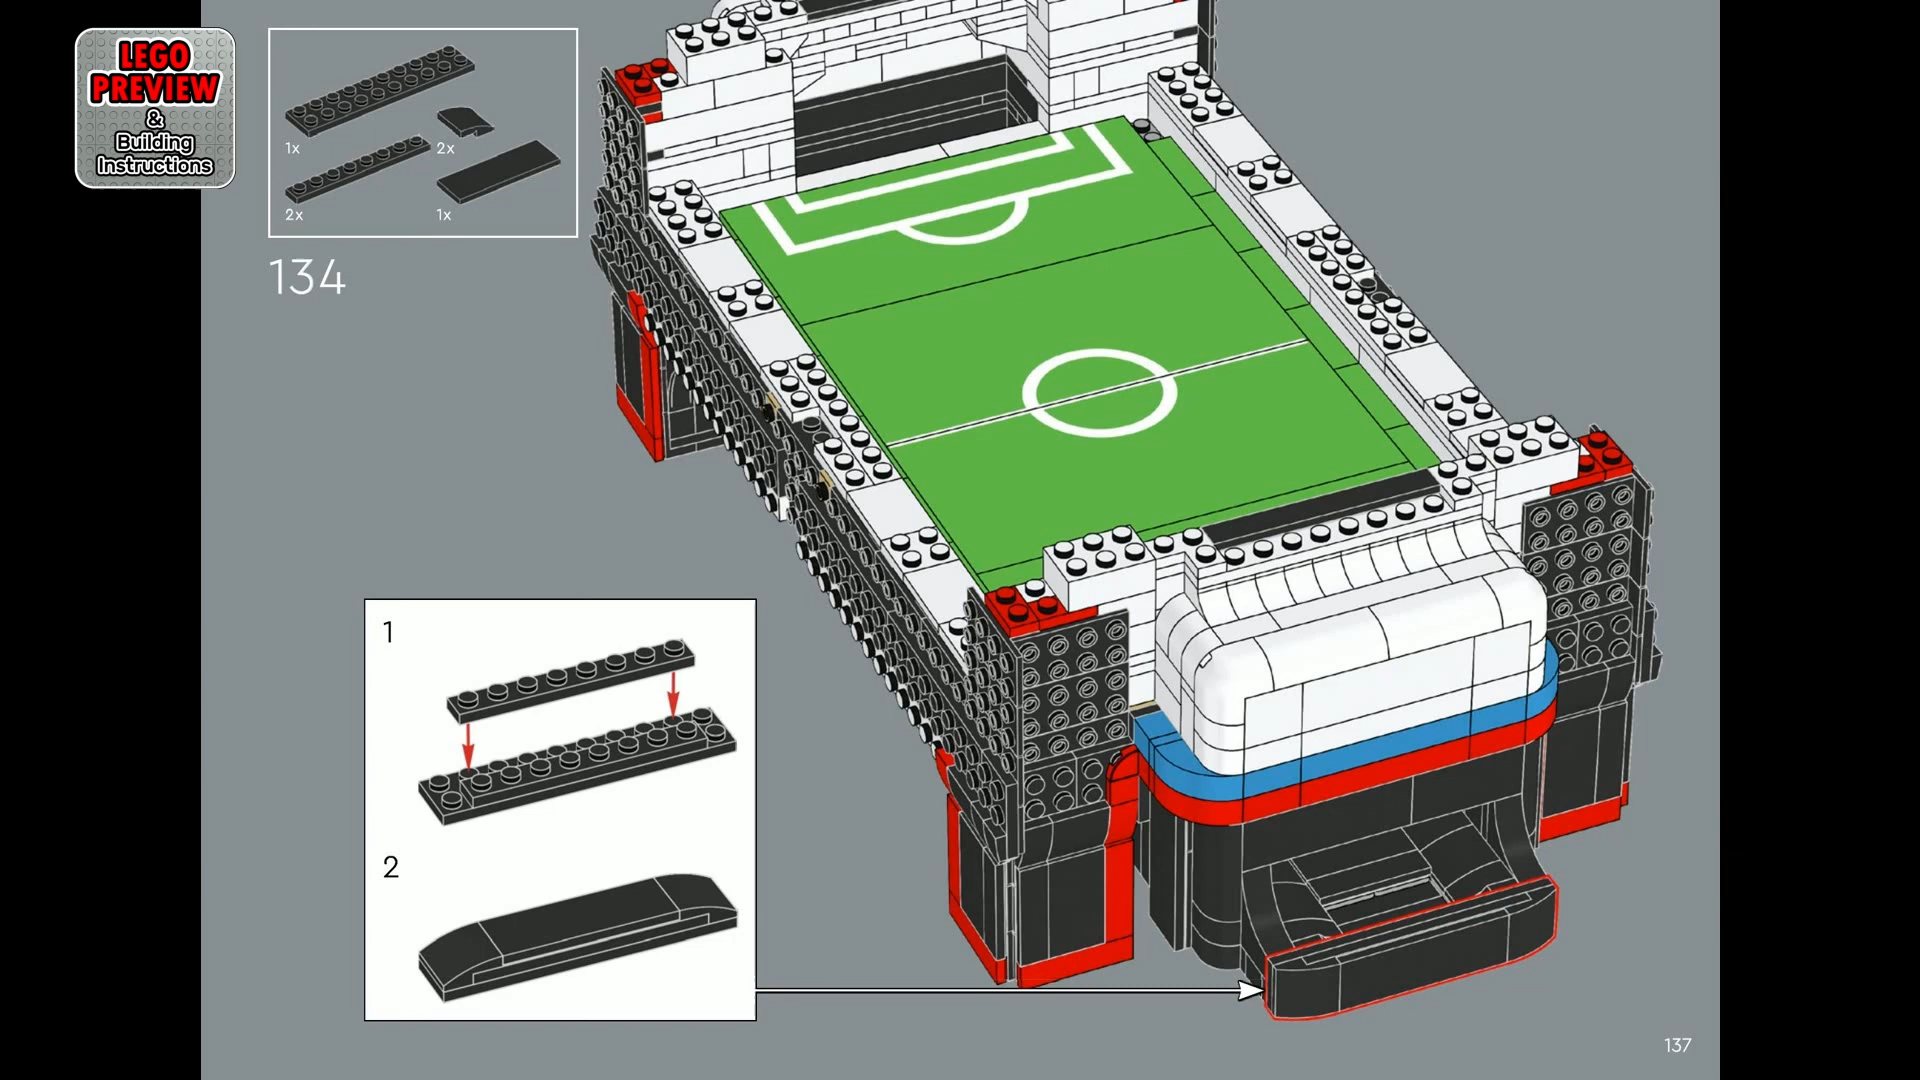 LEGO
PREVIEW
&
Building
Instructions
1x
2x
2x
1x
134
1
2
137